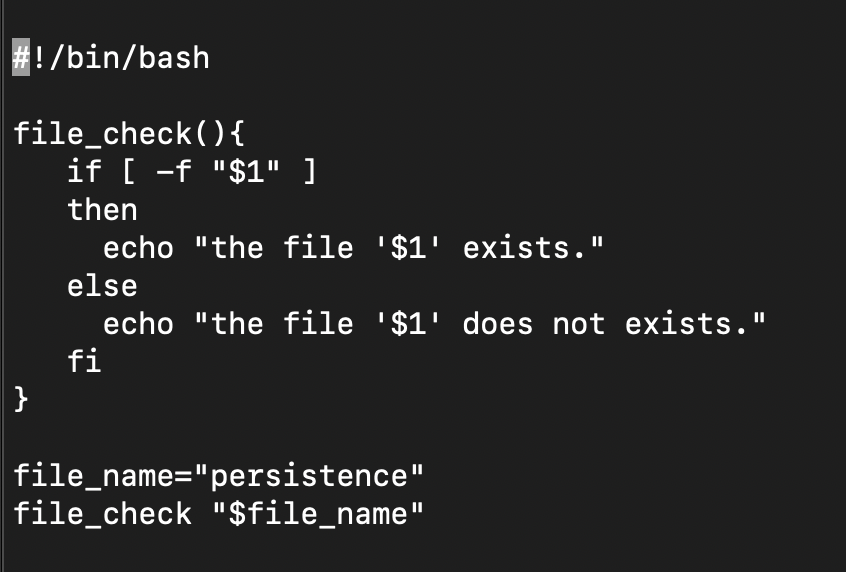 #!/bin/bash
file_check(){
if [ -f "$1" ]
then
echo "the file '$1' exists."
else
echo "the file '$1' does not exists."
fi
}
file_name="persistence"
file_check "$file_name"